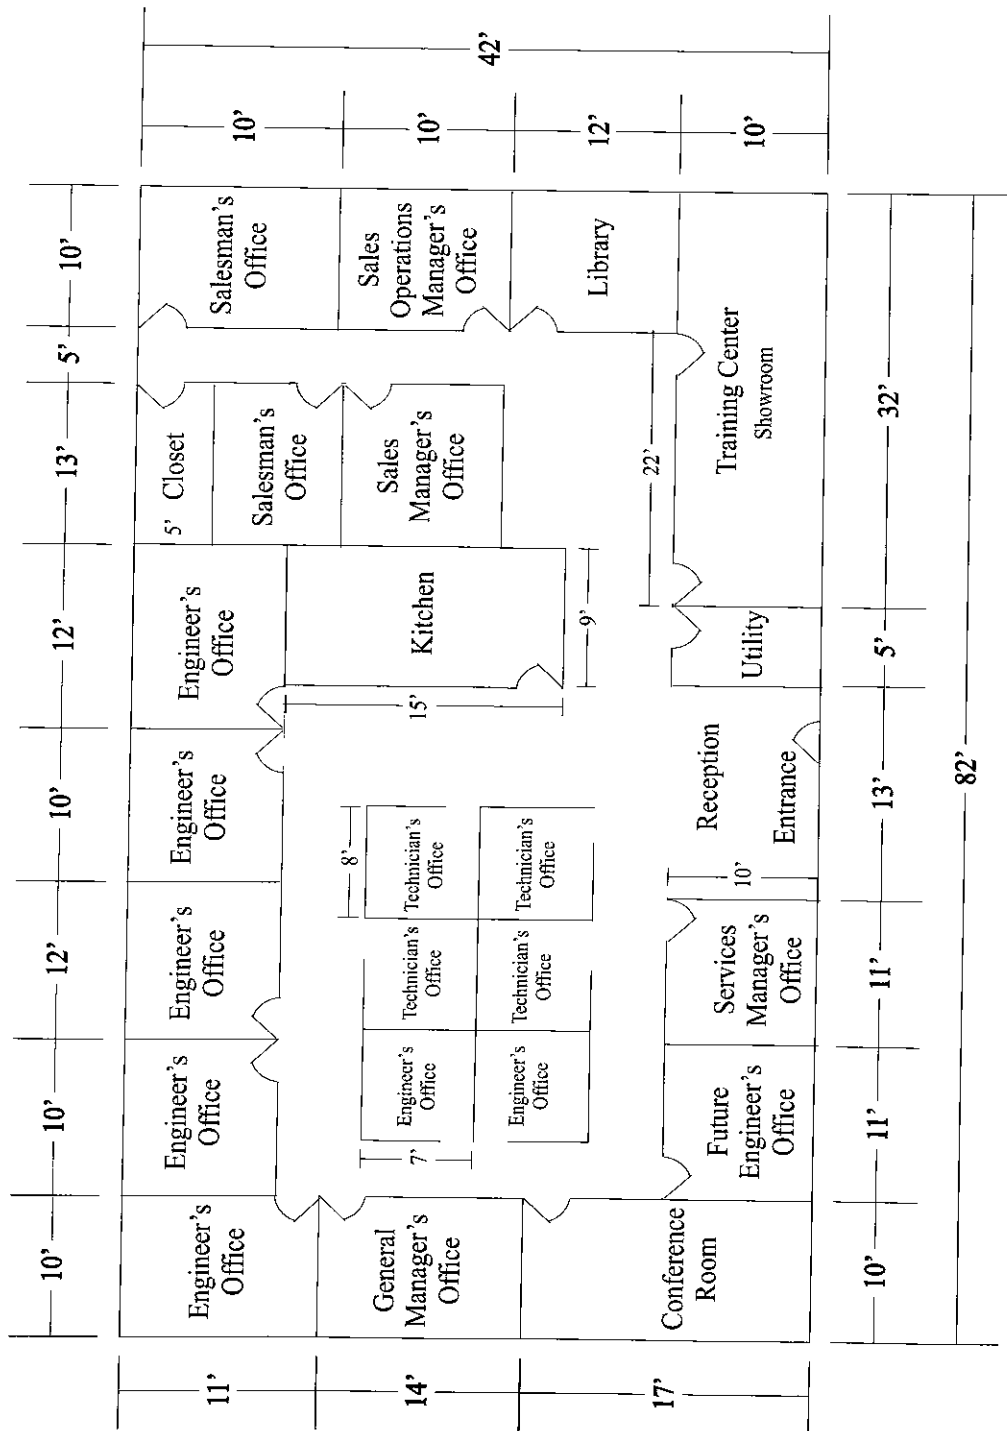 10'
10'
12'
10'
12'
13'
5'
10'
Engineer's
Office
Engineer's
Office
Engineer's
Office
Engineer's
Office
Engineer's
Office
5' Closet
Salesman's
Office
Salesman's
Office
11'
14'
17'
General
Manager's
Office
Conference
Room
7'
8'
Engineer's
Office
Technician's
Office
Technician's
Office
Engineer's
Office
Technician's
Office
Technician's
Office
15'
Kitchen
9'
Sales
Manager's
Office
Sales
Operations
Manager's
Office
Library
22'
10'
10'
12'
10'
42'
Future
Engineer's
Office
Services
Manager's
Office
10'
Reception
Entrance
Utility
Training Center
Showroom
10'
11'
11'
13'
5'
32'
82'